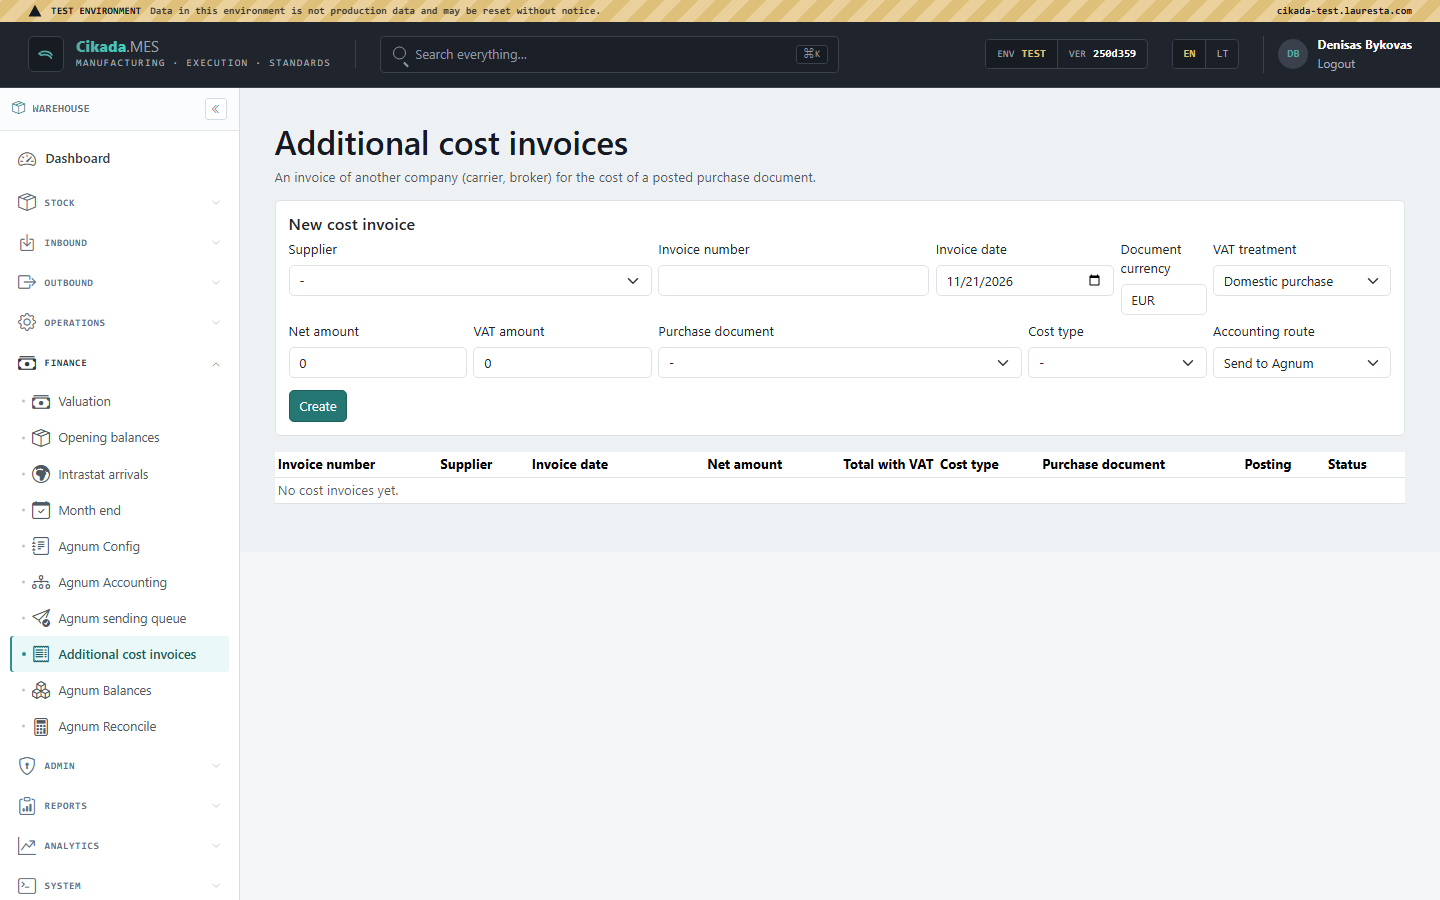 TEST ENVIRONMENT Data in this environment is not production data and may be reset without notice. cikada-test.lauresta.com
Cikada.MES
MANUFACTURING · EXECUTION · STANDARDS
Search everything...
⌘K
ENV TEST VER 250d359
EN LT
DB
Denisas Bykovas
Logout
WAREHOUSE
Dashboard
STOCK
INBOUND
OUTBOUND
OPERATIONS
FINANCE
Valuation
Opening balances
Intrastat arrivals
Month end
Agnum Config
Agnum Accounting
Agnum sending queue
Additional cost invoices
Agnum Balances
Agnum Reconcile
ADMIN
REPORTS
ANALYTICS
SYSTEM
Additional cost invoices
An invoice of another company (carrier, broker) for the cost of a posted purchase document.
New cost invoice
Supplier Invoice number Invoice date Document currency VAT treatment
- 11/21/2026 EUR Domestic purchase
Net amount VAT amount Purchase document Cost type Accounting route
0 0 - - Send to Agnum
Create
Invoice number Supplier Invoice date Net amount Total with VAT Cost type Purchase document Posting Status
No cost invoices yet.